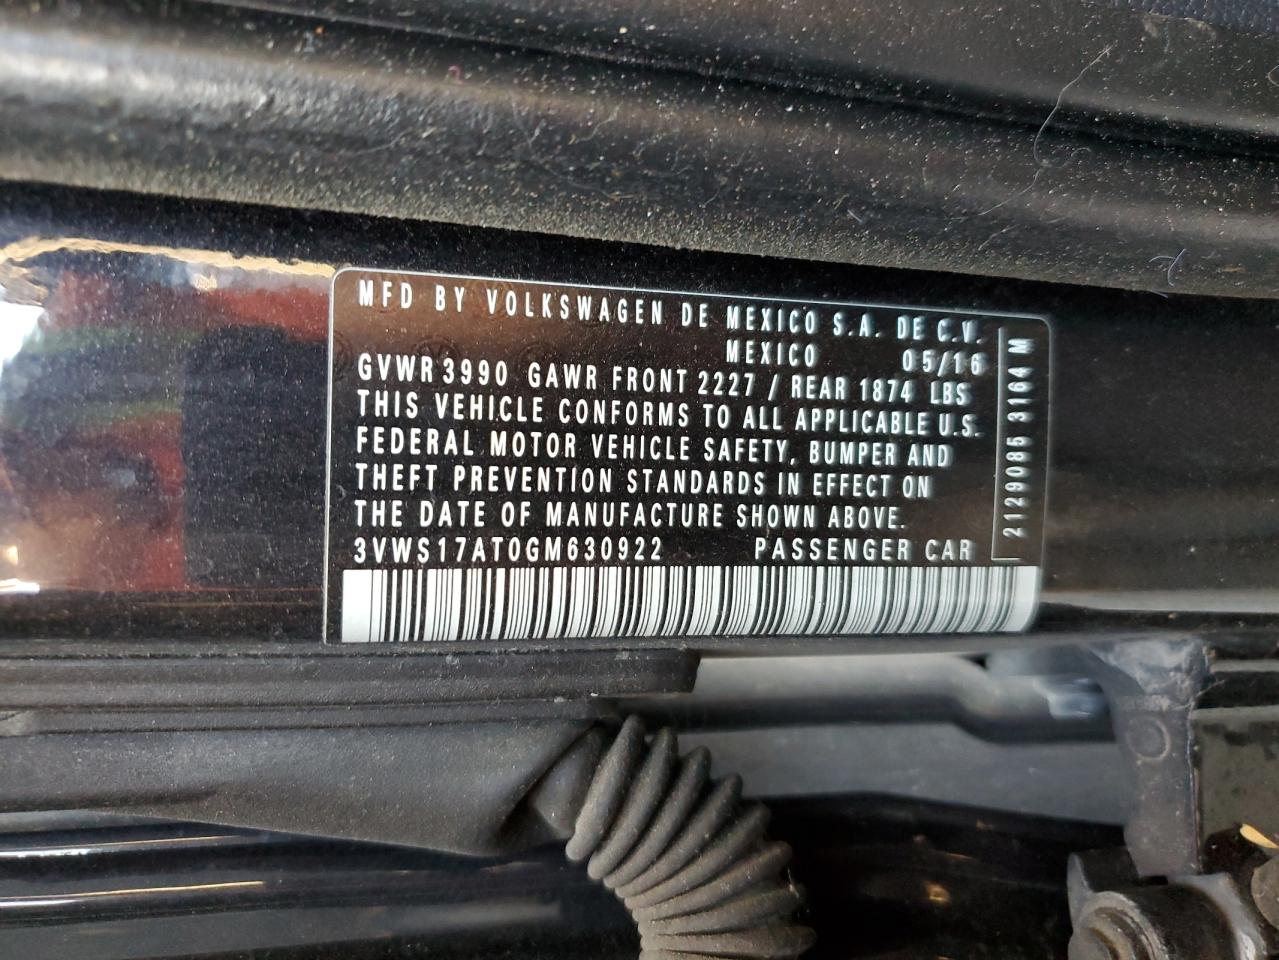 MFD BY VOLKSWAGEN DE MEXICO S.A. DE C.V.
MEXICO 05/16
GVWR 3990 GAWR FRONT 2227 / REAR 1874 LBS
THIS VEHICLE CONFORMS TO ALL APPLICABLE U.S.
FEDERAL MOTOR VEHICLE SAFETY, BUMPER AND
THEFT PREVENTION STANDARDS IN EFFECT ON
THE DATE OF MANUFACTURE SHOWN ABOVE.
3VWS17AT0GM630922 PASSENGER CAR
2129085 3164 M